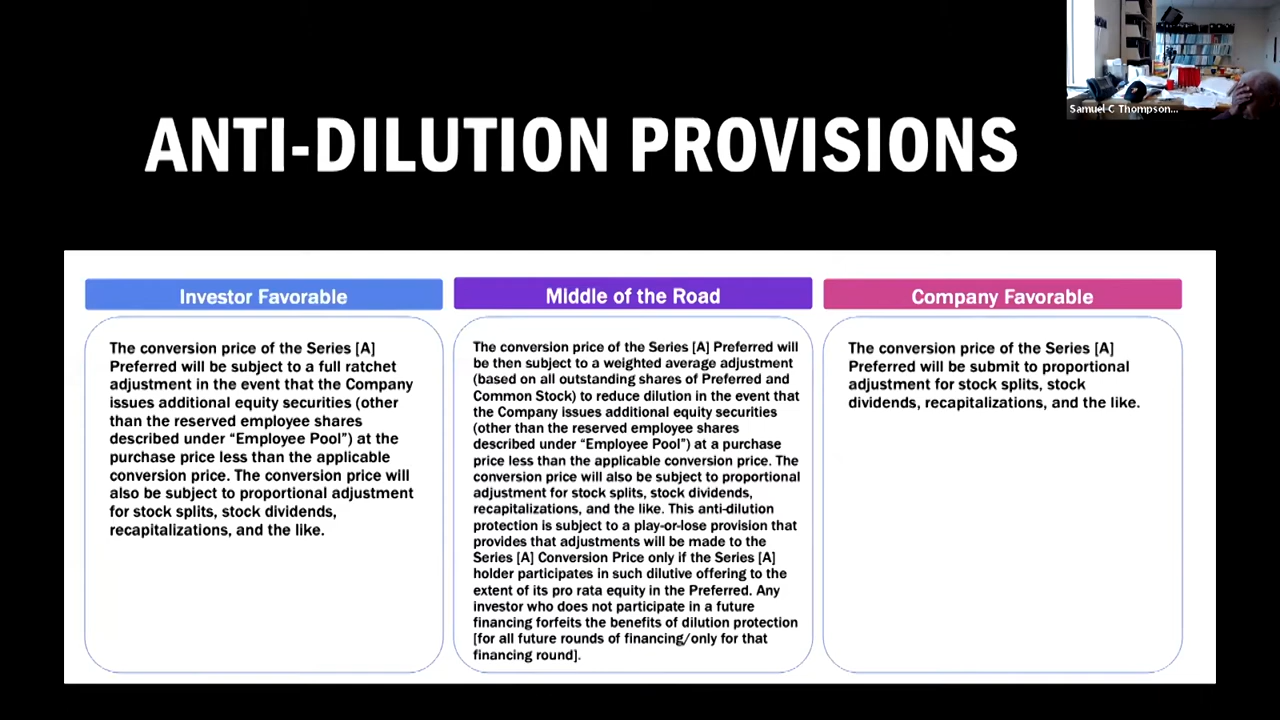 Samuel C Thompson...
ANTI-DILUTION PROVISIONS
Investor Favorable
The conversion price of the Series [A]
Preferred will be subject to a full ratchet
adjustment in the event that the Company
issues additional equity securities (other
than the reserved employee shares
described under “Employee Pool”) at the
purchase price less than the applicable
conversion price. The conversion price will
also be subject to proportional adjustment
for stock splits, stock dividends,
recapitalizations, and the like.
MIddle of the Road
The conversion price of the Series [A] Preferred will
be then subject to a weighted average adjustment
(based on all outstanding shares of Preferred and
Common Stock) to reduce dilution in the event that
the Company issues additional equity securities
(other than the reserved employee shares
described under “Employee Pool”) at a purchase
price less than the applicable conversion price. The
conversion price will also be subject to proportional
adjustment for stock splits, stock dividends,
recapitalizations, and the like. This anti-dilution
protection is subject to a play-or-lose provision that
provides that adjustments will be made to the
Series [A] Conversion Price only if the Series [A]
holder participates in such dilutive offering to the
extent of its pro rata equity in the Preferred. Any
investor who does not participate in a future
financing forfeits the benefits of dilution protection
[for all future rounds of financing/only for that
financing round].
Company Favorable
The conversion price of the Series [A]
Preferred will be submit to proportional
adjustment for stock splits, stock
dividends, recapitalizations, and the like.